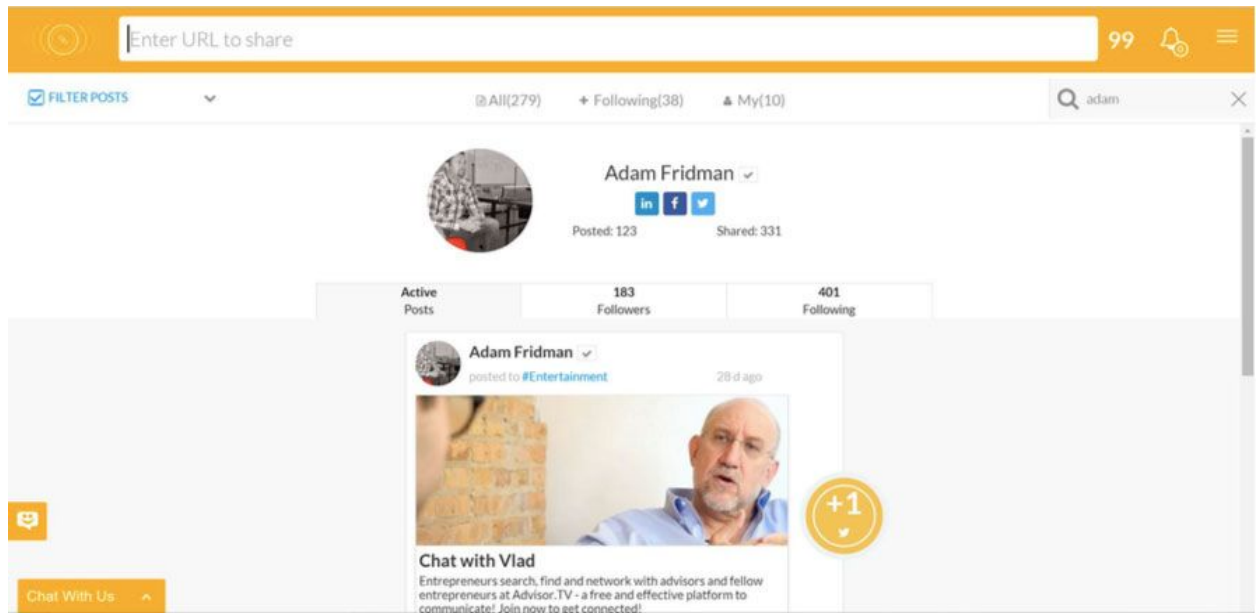 Enter URL to share
99
0
FILTER POSTS
All(279)
+ Following(38)
My(10)
adam
Adam Fridman
in f
Posted: 123
Shared: 331
Active
Posts
183
Followers
401
Following
Adam Fridman
posted to #Entertainment
28 d ago
+1
Chat with Vlad
Entrepreneurs search, find and network with advisors and fellow
entrepreneurs at Advisor.TV - a free and effective platform to
communicate! Join now to get connected!
Chat With Us